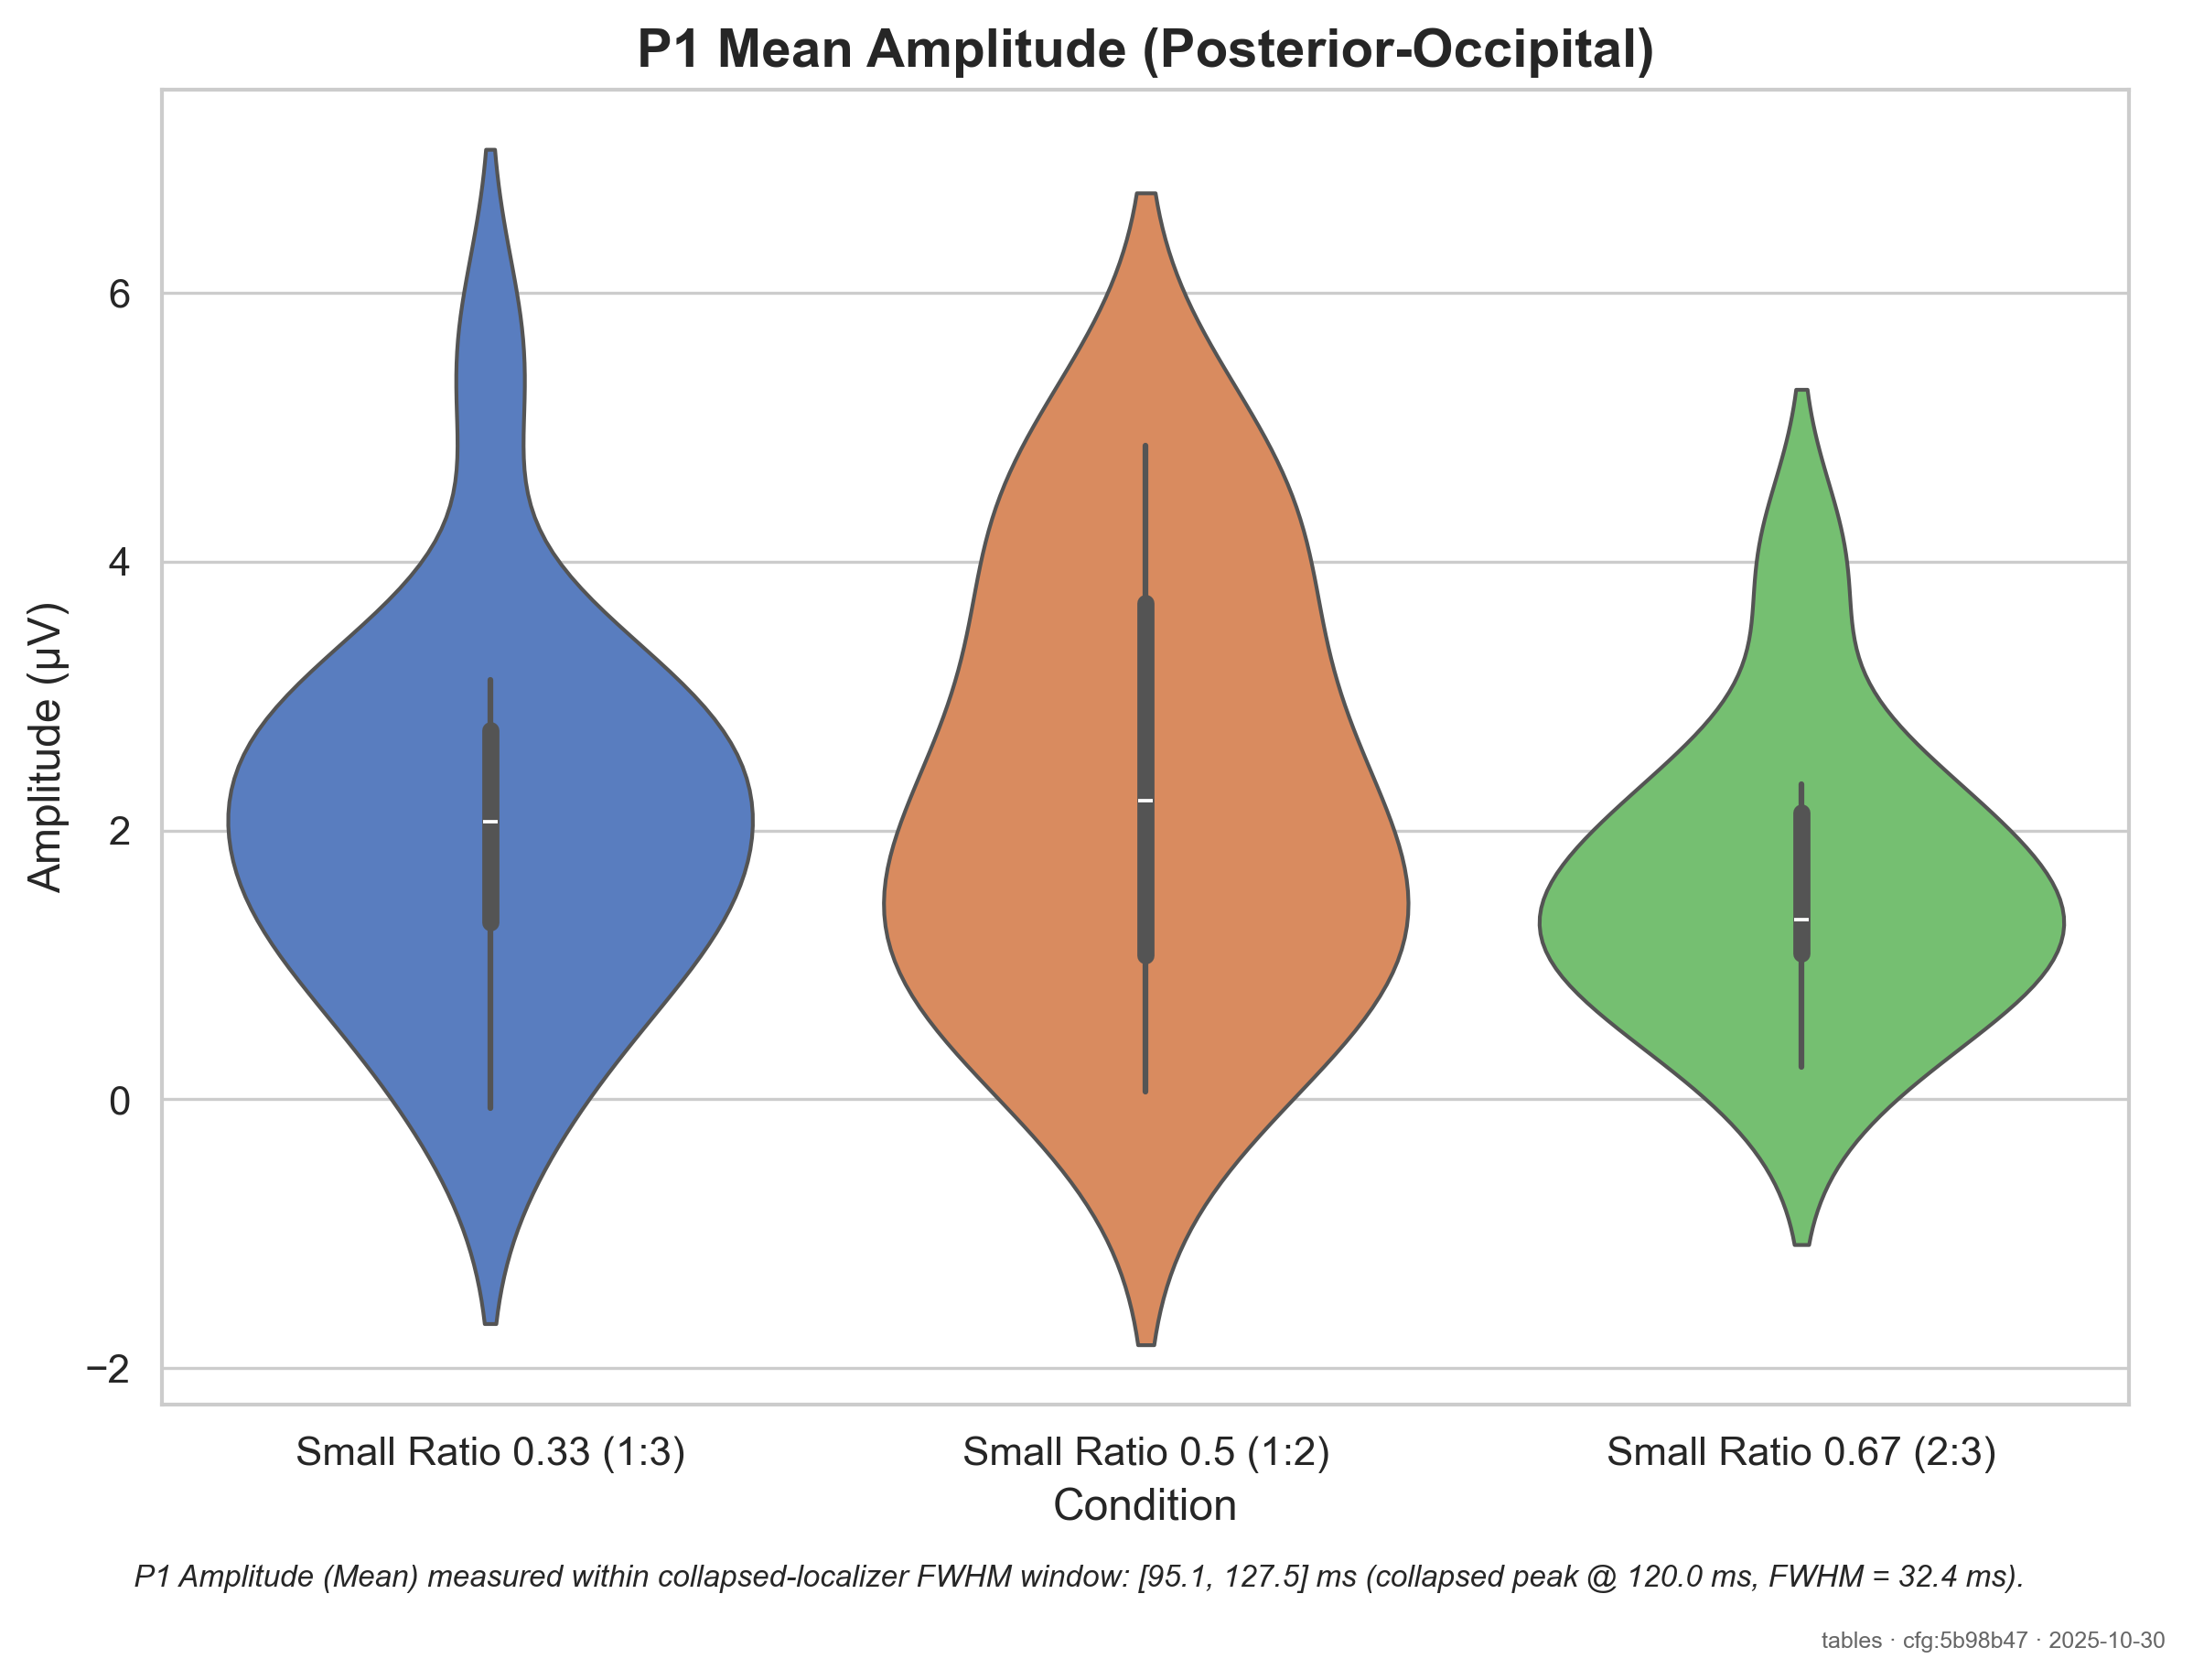 P1 Mean Amplitude (Posterior-Occipital)
Amplitude (µV)
6
4
2
0
−2
Small Ratio 0.33 (1:3)
Small Ratio 0.5 (1:2)
Small Ratio 0.67 (2:3)
Condition
P1 Amplitude (Mean) measured within collapsed-localizer FWHM window: [95.1, 127.5] ms (collapsed peak @ 120.0 ms, FWHM = 32.4 ms).
tables · cfg:5b98b47 · 2025-10-30